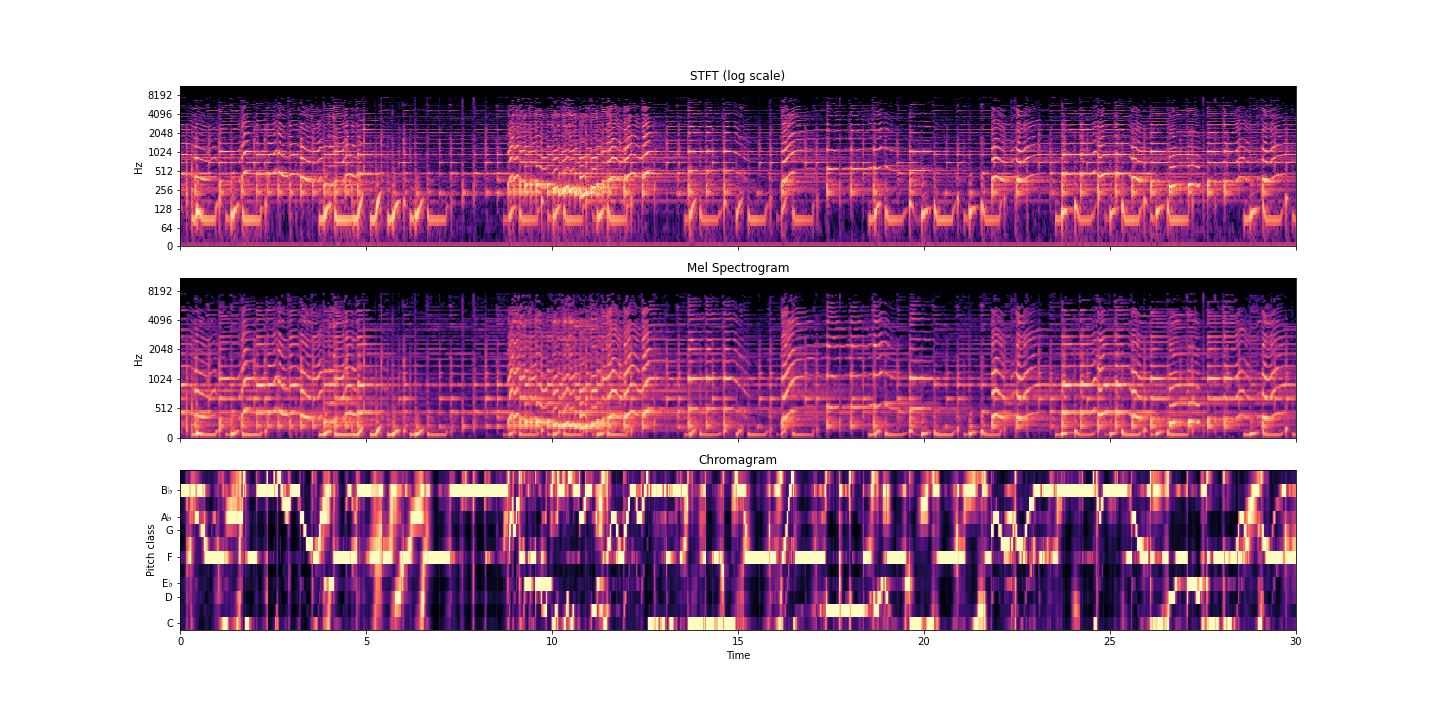 STFT (log scale)
8192
4096
2048
1024
512
256
128
64
0
Hz
Mel Spectrogram
8192
4096
2048
1024
512
0
Hz
Chromagram
B♭
A♭
G
F
E♭
D
C
Pitch class
0 5 10 15 20 25 30
Time